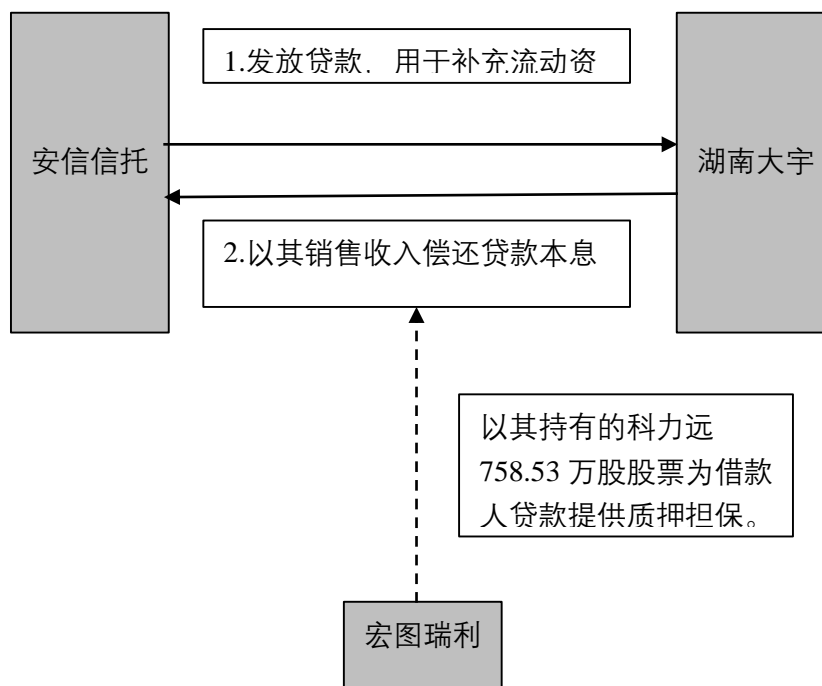 1.发放贷款，用于补充流动资
安信信托
湖南大宇
2.以其销售收入偿还贷款本息
以其持有的科力远
758.53 万股股票为借款
人贷款提供质押担保。
宏图瑞利